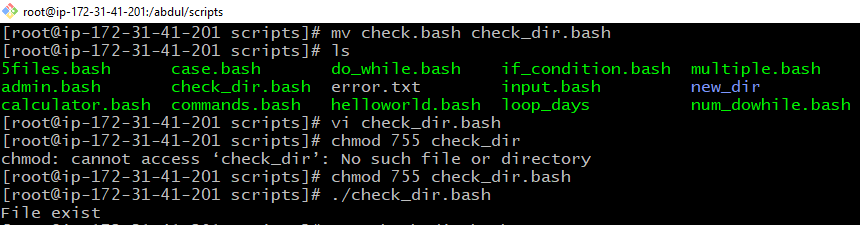 root@ip-172-31-41-201:/abdul/scripts
[root@ip-172-31-41-201 scripts]# mv check.bash check_dir.bash
[root@ip-172-31-41-201 scripts]# ls
5files.bash case.bash do_while.bash if_condition.bash multiple.bash
admin.bash check_dir.bash error.txt input.bash new_dir
calculator.bash commands.bash helloworld.bash loop_days num_dowhile.bash
[root@ip-172-31-41-201 scripts]# vi check_dir.bash
[root@ip-172-31-41-201 scripts]# chmod 755 check_dir
chmod: cannot access ‘check_dir’: No such file or directory
[root@ip-172-31-41-201 scripts]# chmod 755 check_dir.bash
[root@ip-172-31-41-201 scripts]# ./check_dir.bash
File exist